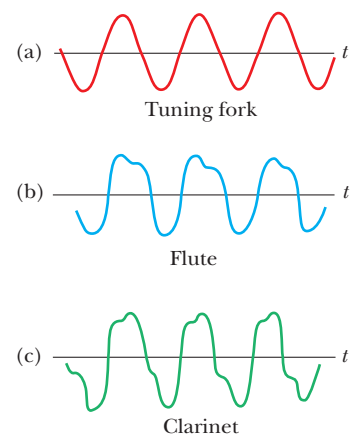 (a) t
Tuning fork
(b) t
Flute
(c) t
Clarinet